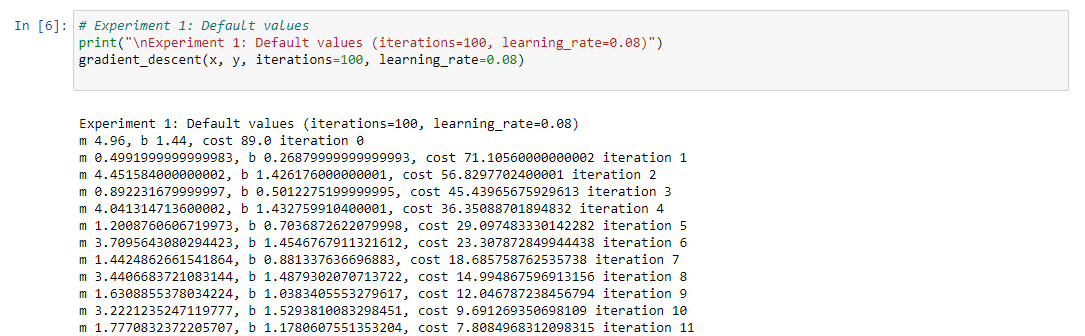 In [6]: # Experiment 1: Default values
print("\nExperiment 1: Default values (iterations=100, learning_rate=0.08)")
gradient_descent(x, y, iterations=100, learning_rate=0.08)
Experiment 1: Default values (iterations=100, learning_rate=0.08)
m 4.96, b 1.44, cost 89.0 iteration 0
m 0.4991999999999983, b 0.26879999999999993, cost 71.10560000000002 iteration 1
m 4.451584000000002, b 1.426176000000001, cost 56.8297702400001 iteration 2
m 0.892231679999997, b 0.5012275199999995, cost 45.43965675929613 iteration 3
m 4.041314713600002, b 1.432759910400001, cost 36.35088701894832 iteration 4
m 1.2008760606719973, b 0.7036872622079998, cost 29.097483330142282 iteration 5
m 3.7095643080294423, b 1.4546767911321612, cost 23.307872849944438 iteration 6
m 1.4424862661541864, b 0.881337636696883, cost 18.685758762535738 iteration 7
m 3.4406683721083144, b 1.4879302070713722, cost 14.994867596913156 iteration 8
m 1.6308855378034224, b 1.0383405553279617, cost 12.046787238456794 iteration 9
m 3.2221235247119777, b 1.5293810083298451, cost 9.691269350698109 iteration 10
m 1.7770832372205707, b 1.1780607551353204, cost 7.8084968312098315 iteration 11